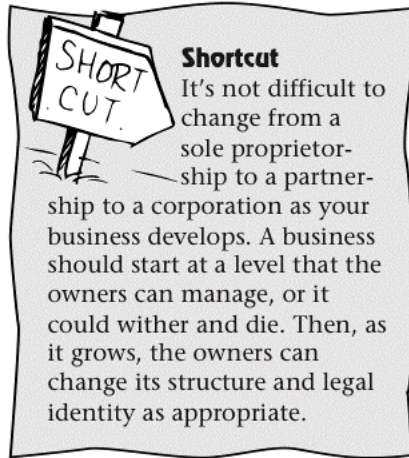 SHORT
CUT
Shortcut
It's not difficult to
change from a
sole proprietor-
ship to a partner-
ship to a corporation as your
business develops. A business
should start at a level that the
owners can manage, or it
could wither and die. Then, as
it grows, the owners can
change its structure and legal
identity as appropriate.